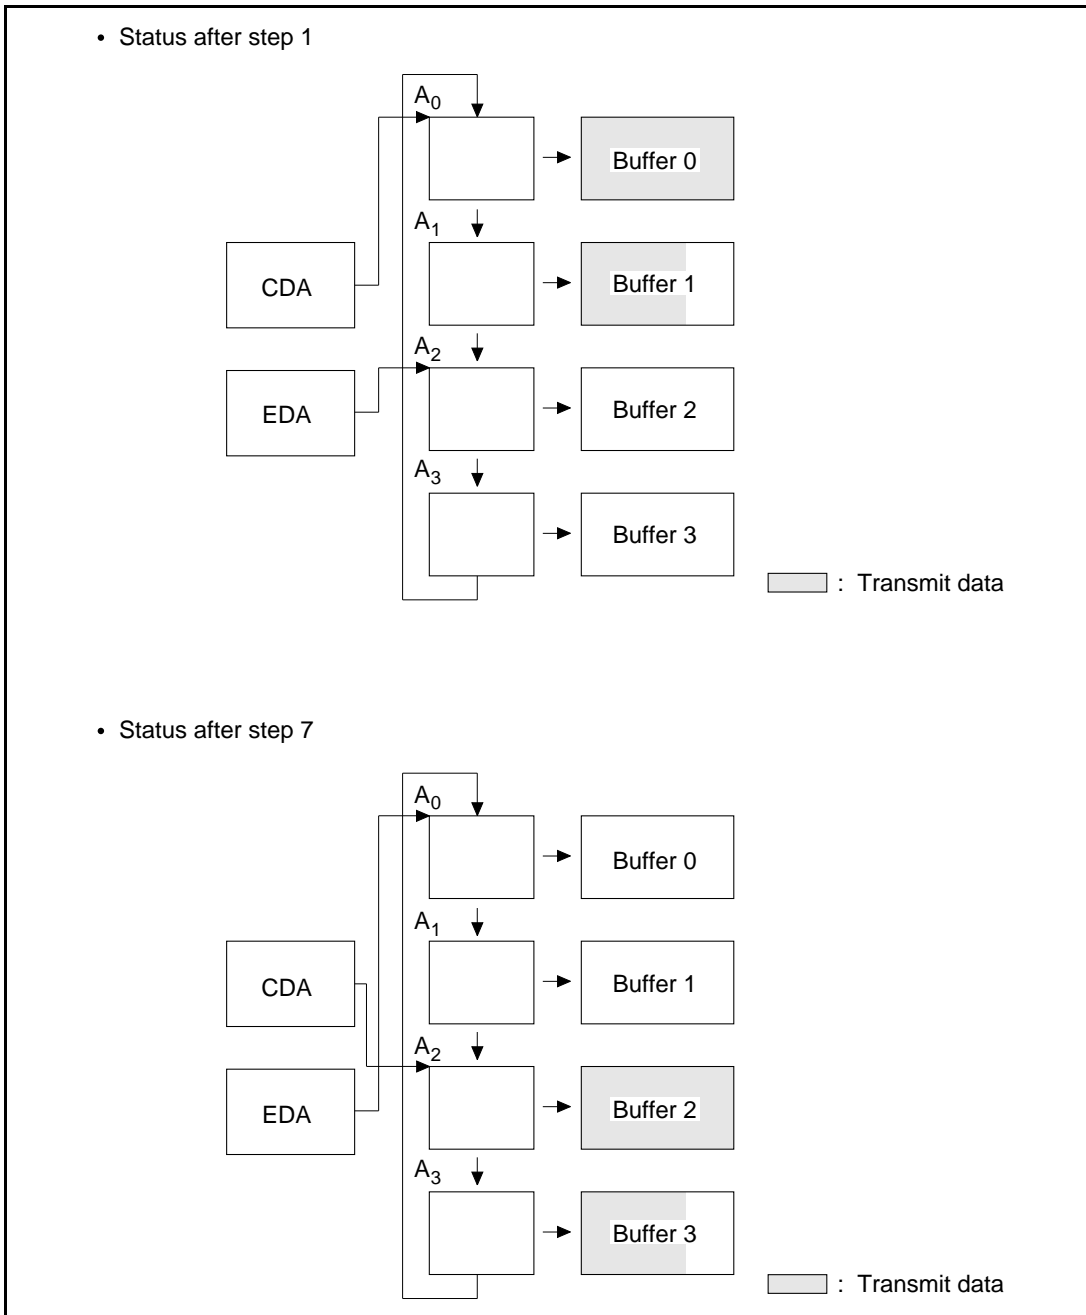 • Status after step 1
A0
Buffer 0
A1
CDA
Buffer 1
A2
EDA
Buffer 2
A3
Buffer 3
: Transmit data
• Status after step 7
A0
Buffer 0
A1
CDA
Buffer 1
A2
EDA
Buffer 2
A3
Buffer 3
: Transmit data